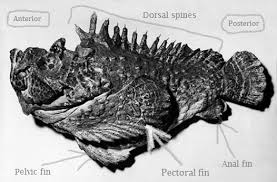 Anterior
Dorsal spines
Posterior
Pelvic fin
Pectoral fin
Anal fin